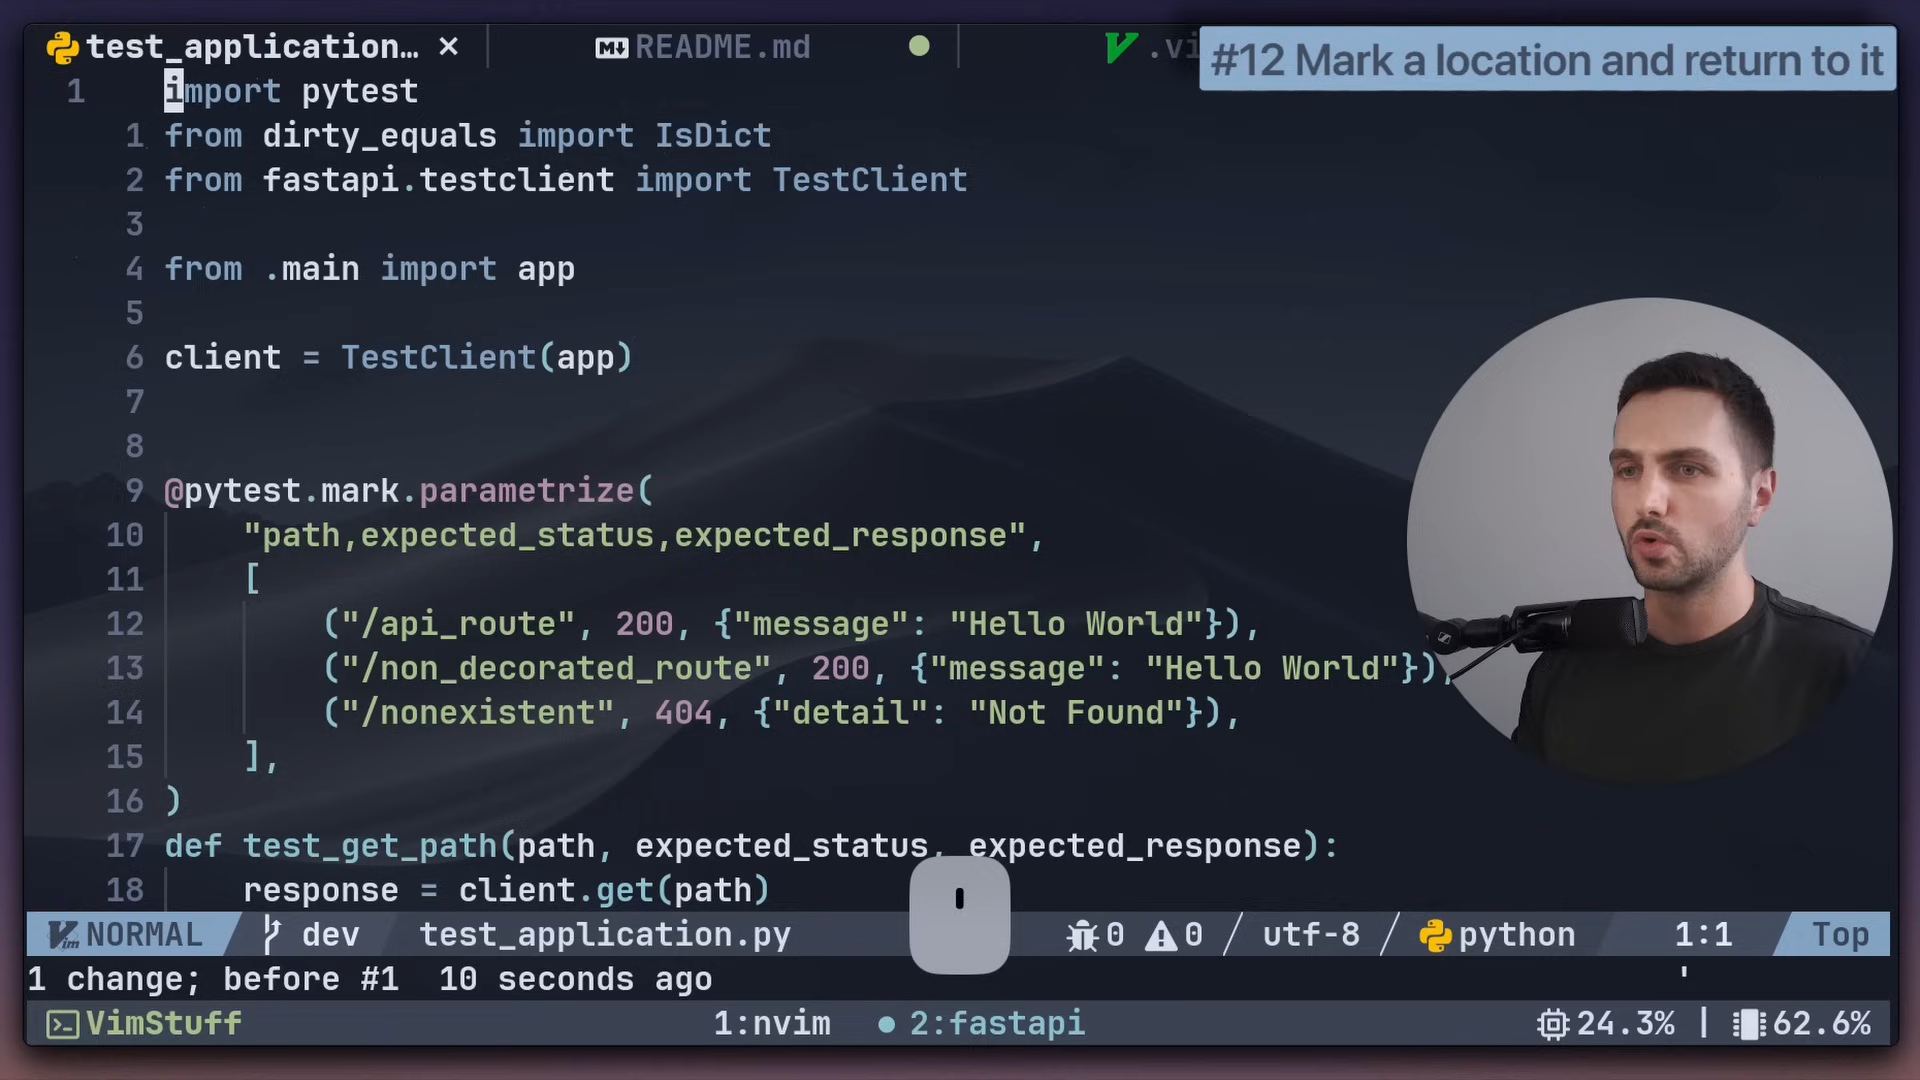 test_application… ×
README.md
.vi
#12 Mark a location and return to it
1 import pytest
1 from dirty_equals import IsDict
2 from fastapi.testclient import TestClient
3
4 from .main import app
5
6 client = TestClient(app)
7
8
9 @pytest.mark.parametrize(
10 "path,expected_status,expected_response",
11 [
12 ("/api_route", 200, {"message": "Hello World"}),
13 ("/non_decorated_route", 200, {"message": "Hello World"}),
14 ("/nonexistent", 404, {"detail": "Not Found"}),
15 ],
16 )
17 def test_get_path(path, expected_status, expected_response):
18 response = client.get(path)
'
NORMAL dev test_application.py 0 0 / utf-8 / python 1:1 Top
1 change; before #1 10 seconds ago '
VimStuff 1:nvim ● 2:fastapi 24.3% | 62.6%